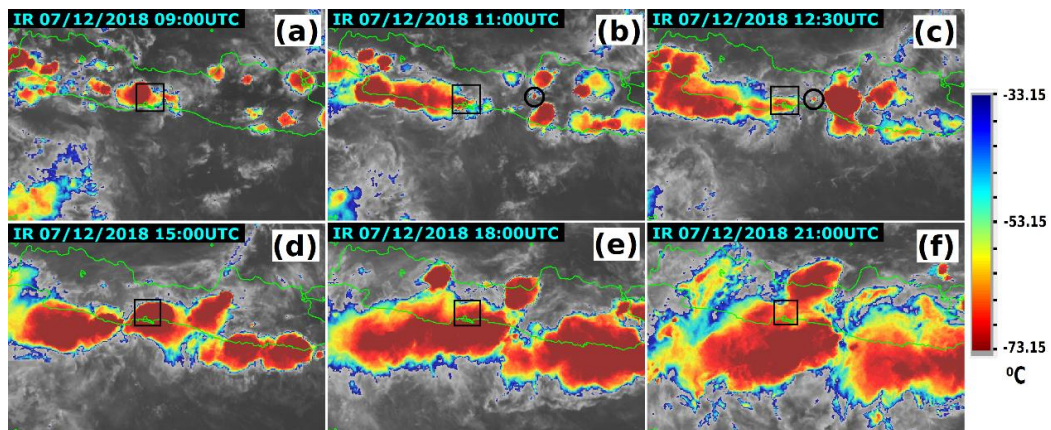 IR 07/12/2018 09:00UTC
(a)
IR 07/12/2018 11:00UTC
(b)
IR 07/12/2018 12:30UTC
(c)
-33.15
-53.15
-73.15
⁰C
IR 07/12/2018 15:00UTC
(d)
IR 07/12/2018 18:00UTC
(e)
IR 07/12/2018 21:00UTC
(f)